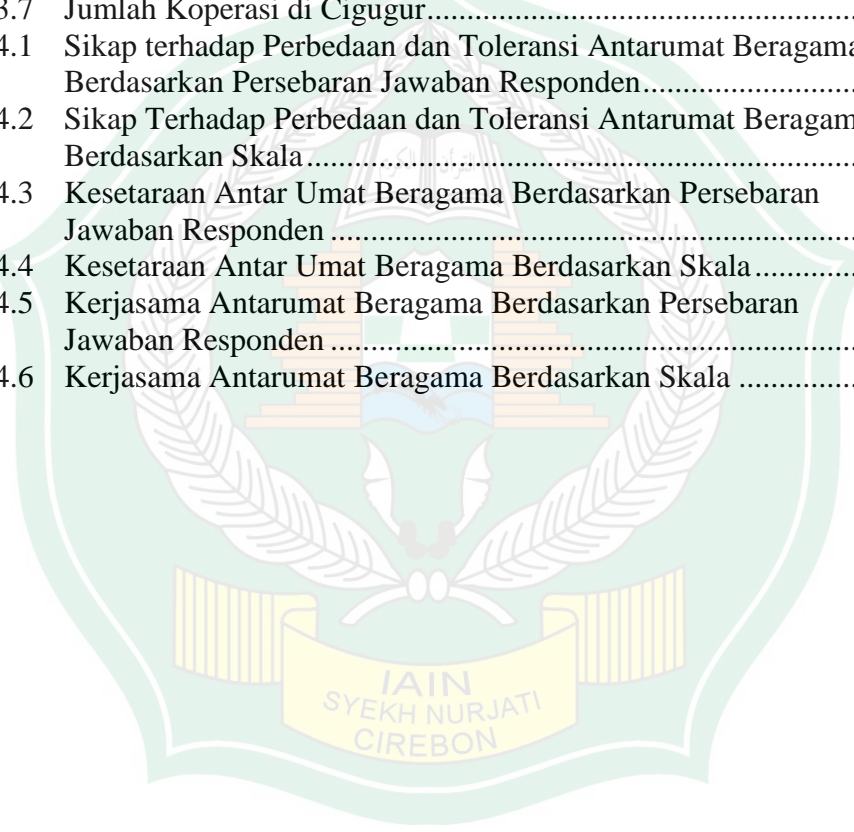 3.7 Jumlah Koperasi di Cigugur....................................................
4.1 Sikap terhadap Perbedaan dan Toleransi Antarumat Beragama
Berdasarkan Persebaran Jawaban Responden............................
4.2 Sikap Terhadap Perbedaan dan Toleransi Antarumat Beragam
Berdasarkan Skala......................................................................
4.3 Kesetaraan Antar Umat Beragama Berdasarkan Persebaran
Jawaban Responden ...................................................................
4.4 Kesetaraan Antar Umat Beragama Berdasarkan Skala..............
4.5 Kerjasama Antarumat Beragama Berdasarkan Persebaran
Jawaban Responden ...................................................................
4.6 Kerjasama Antarumat Beragama Berdasarkan Skala ................
IAIN
SYEKH NURJATI
CIREBON